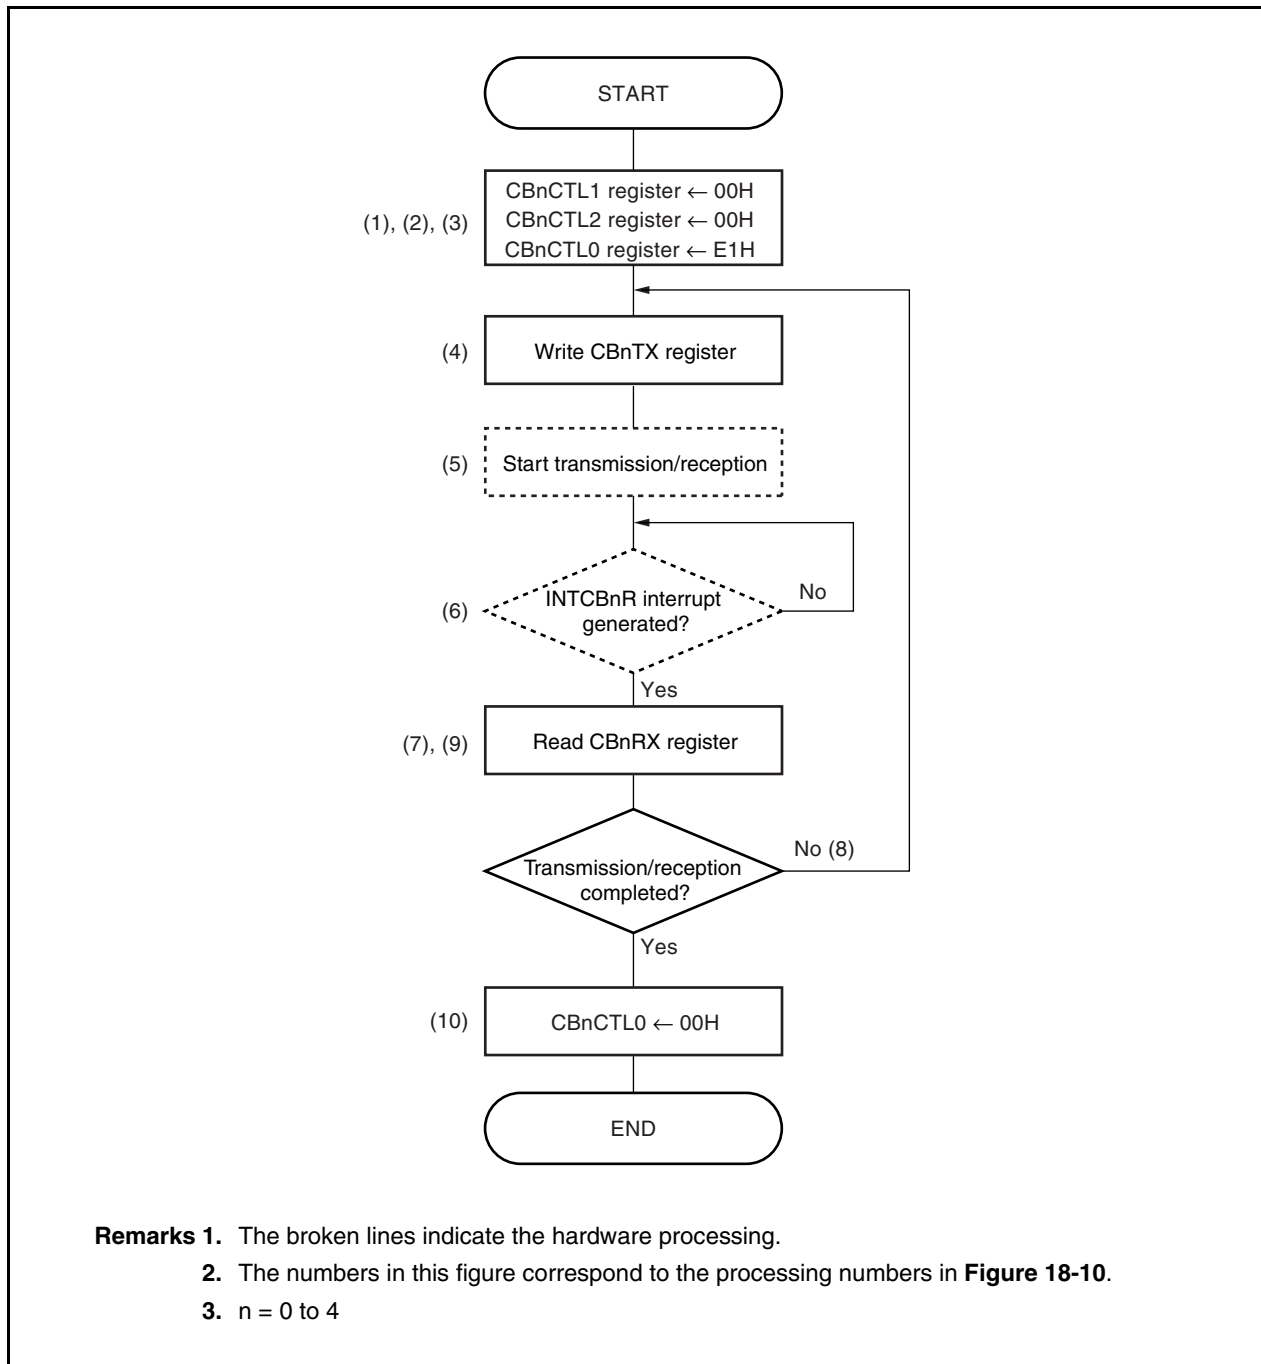 START
CBnCTL1 register ← 00H
(1), (2), (3)
CBnCTL2 register ← 00H
CBnCTL0 register ← E1H
(4)
Write CBnTX register
(5)
Start transmission/reception
(6)
INTCBnR interrupt
generated?
No
Yes
(7), (9)
Read CBnRX register
Transmission/reception
completed?
No (8)
Yes
(10)
CBnCTL0 ← 00H
END
Remarks 1. The broken lines indicate the hardware processing.
2. The numbers in this figure correspond to the processing numbers in Figure 18-10.
3. n = 0 to 4